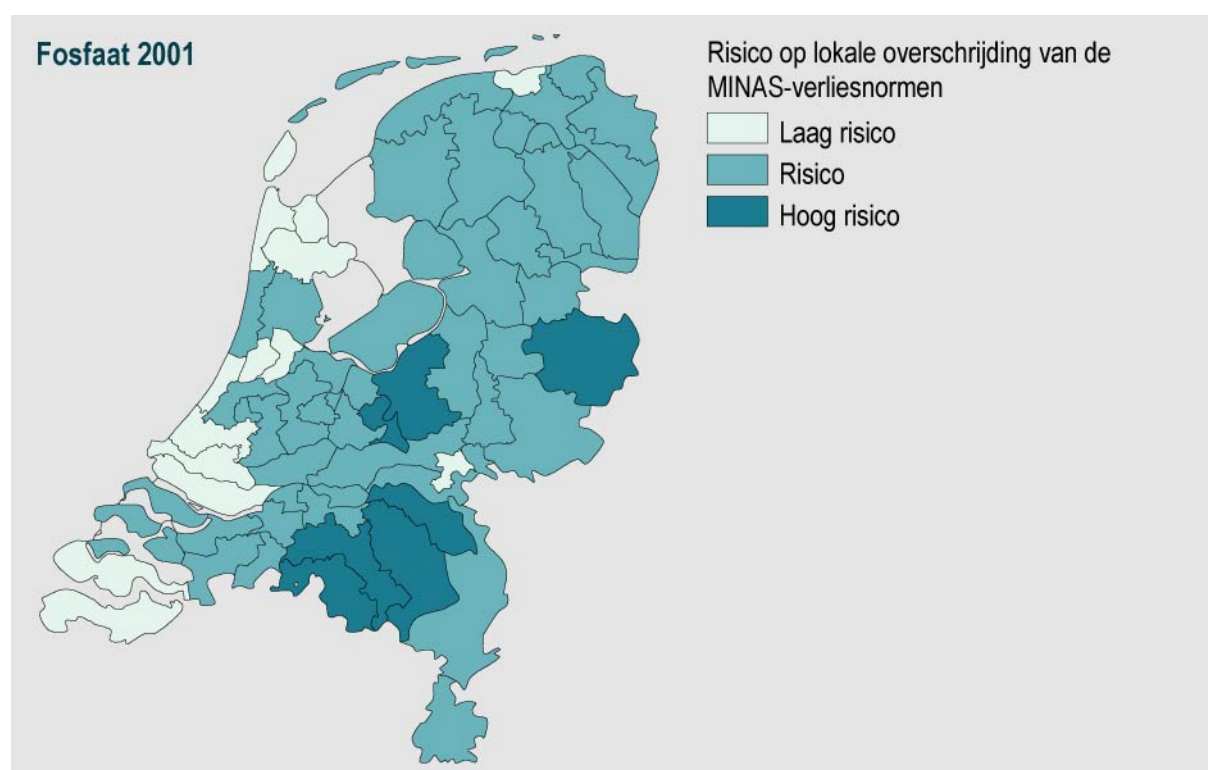 Fosfaat 2001
Risico op lokale overschrijding van de
MINAS-verliesnormen
Laag risico
Risico
Hoog risico